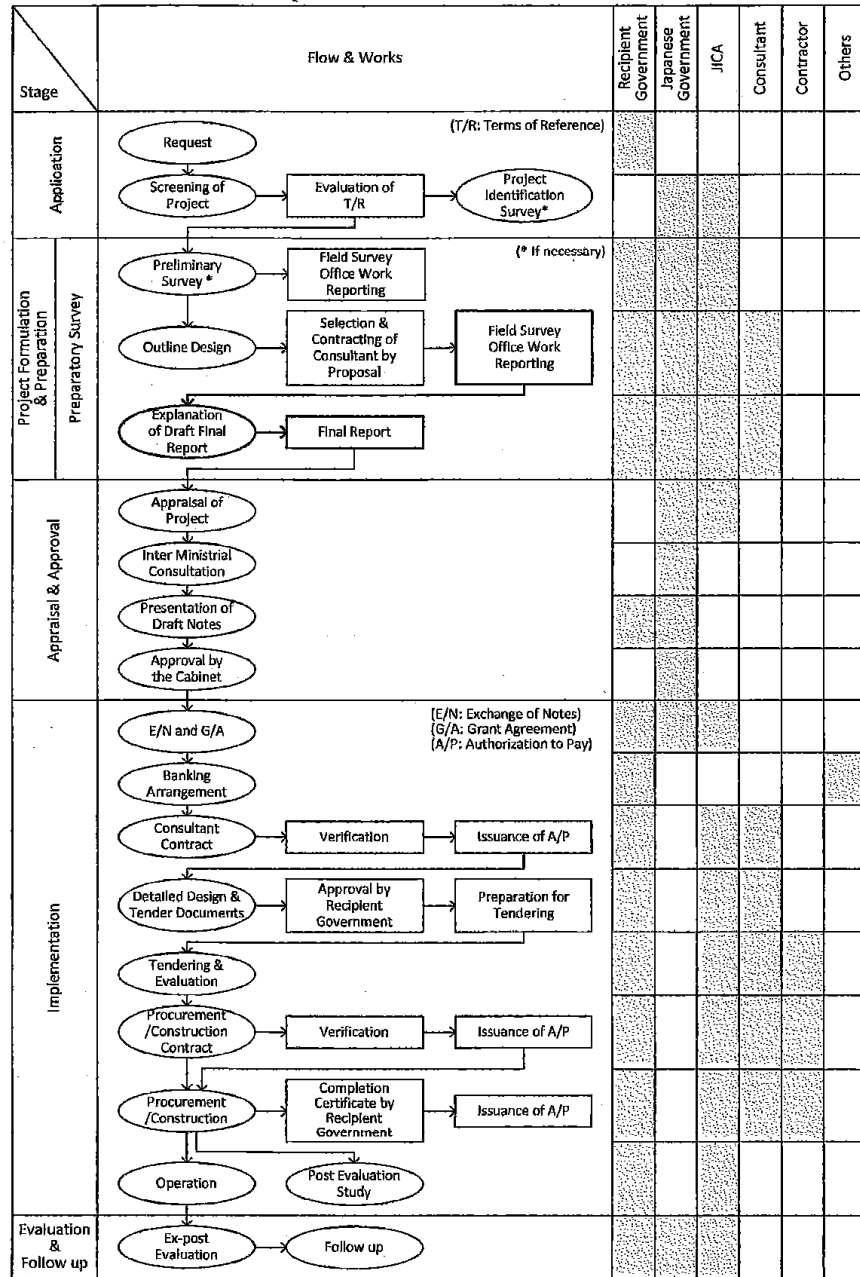 Stage
Flow & Works
Recipient
Government
Japanese
Government
JICA
Consultant
Contractor
Others
Application
(T/R: Terms of Reference)
Request
Screening of
Project
Evaluation of
T/R
Project
Identification
Survey*
Project Formulation
& Preparation
Preparatory Survey
(* If necessary)
Preliminary
Survey *
Field Survey
Office Work
Reporting
Outline Design
Selection &
Contracting of
Consultant by
Proposal
Field Survey
Office Work
Reporting
Explanation
of Draft Final
Report
Final Report
Appraisal & Approval
Appraisal of
Project
Inter Ministrial
Consultation
Presentation of
Draft Notes
Approval by
the Cabinet
Implementation
E/N and G/A
(E/N: Exchange of Notes)
(G/A: Grant Agreement)
(A/P: Authorization to Pay)
Banking
Arrangement
Consultant
Contract
Verification
Issuance of A/P
Detailed Design &
Tender Documents
Approval by
Recipient
Government
Preparation for
Tendering
Tendering &
Evaluation
Procurement
/Construction
Contract
Verification
Issuance of A/P
Procurement
/Construction
Completion
Certificate by
Recipient
Government
Issuance of A/P
Operation
Post Evaluation
Study
Evaluation
&
Follow up
Ex-post
Evaluation
Follow up